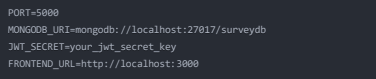 PORT=5000
MONGODB_URI=mongodb://localhost:27017/surveydb
JWT_SECRET=your_jwt_secret_key
FRONTEND_URL=http://localhost:3000